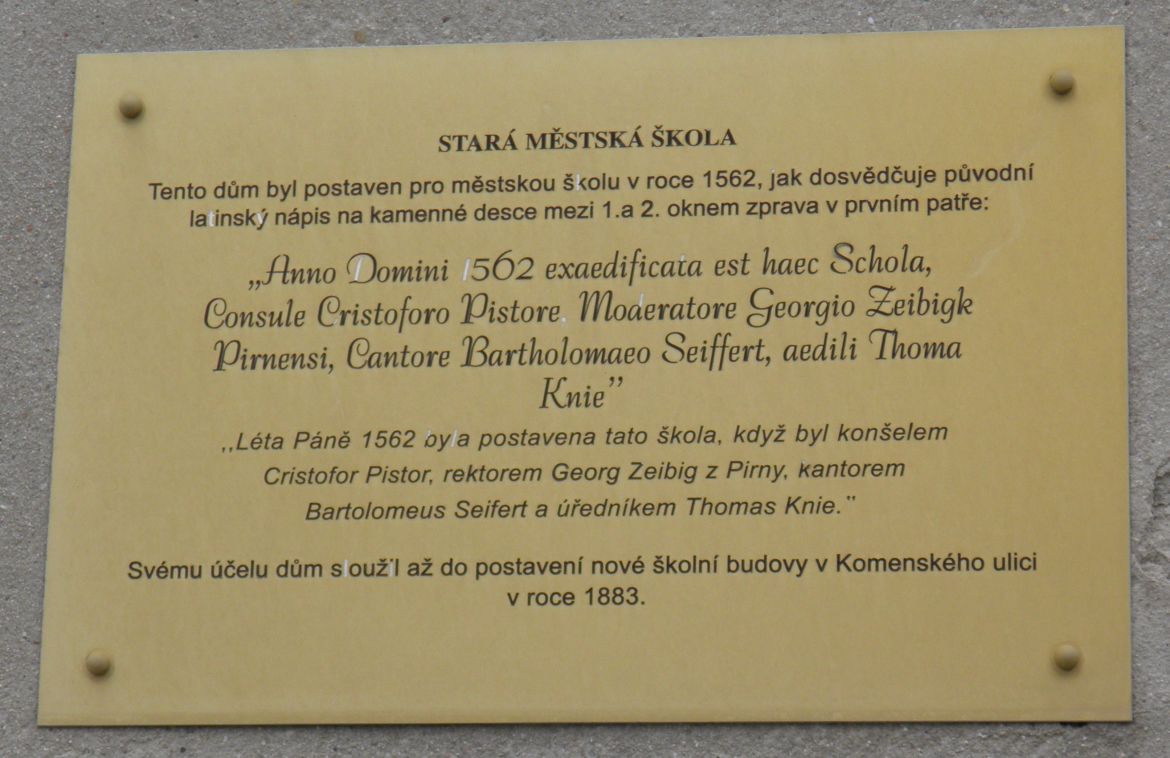 STARÁ MĚSTSKÁ ŠKOLA
Tento dům byl postaven pro městskou školu v roce 1562, jak dosvědčuje původní
latinský nápis na kamenné desce mezi 1.a 2. oknem zprava v prvním patře:
„Anno Domini 1562 exaedificata est haec Schola,
Consule Cristoforo Pistore. Moderatore Georgio Zeibigk
Pirnensi, Cantore Bartholomaeo Seiffert, aedili Thoma
Knie”
,,Léta Páně 1562 byla postavena tato škola, když byl konšelem
Cristofor Pistor, rektorem Georg Zeibig z Pirny, kantorem
Bartolomeus Seifert a úředníkem Thomas Knie."
Svému účelu dům sloužil až do postavení nové školní budovy v Komenského ulici
v roce 1883.